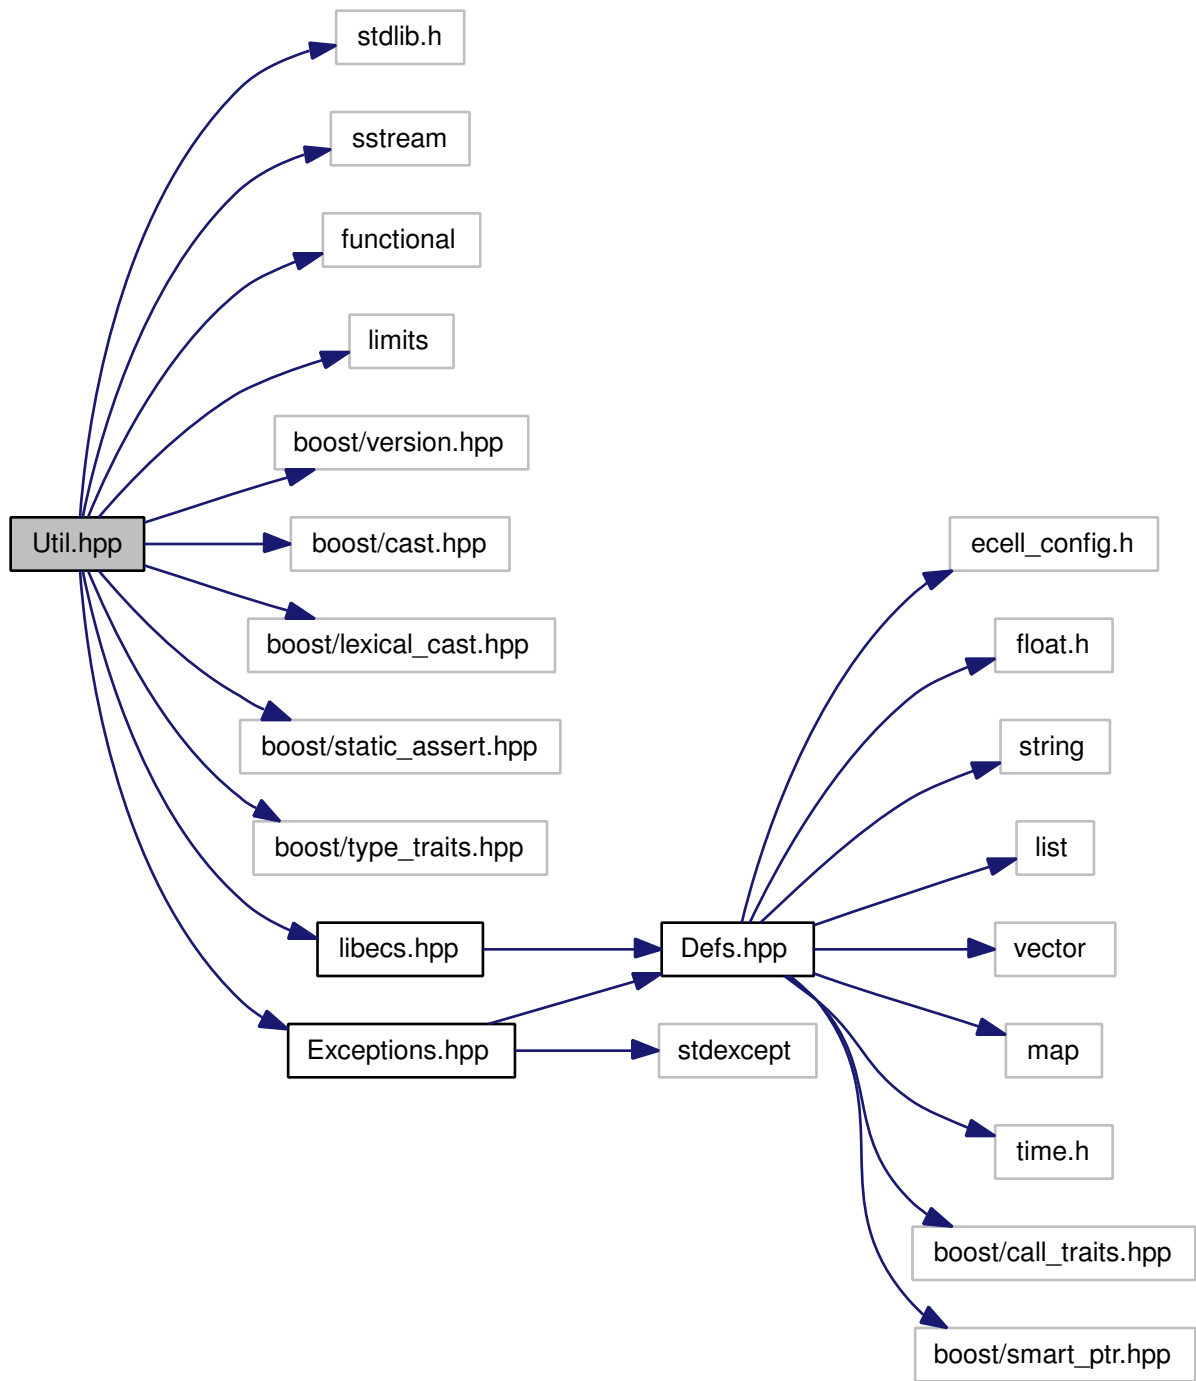 stdlib.h
sstream
functional
limits
boost/version.hpp
Util.hpp
boost/cast.hpp
ecell_config.h
boost/lexical_cast.hpp
float.h
boost/static_assert.hpp
string
boost/type_traits.hpp
list
libecs.hpp
Defs.hpp
vector
Exceptions.hpp
stdexcept
map
time.h
boost/call_traits.hpp
boost/smart_ptr.hpp